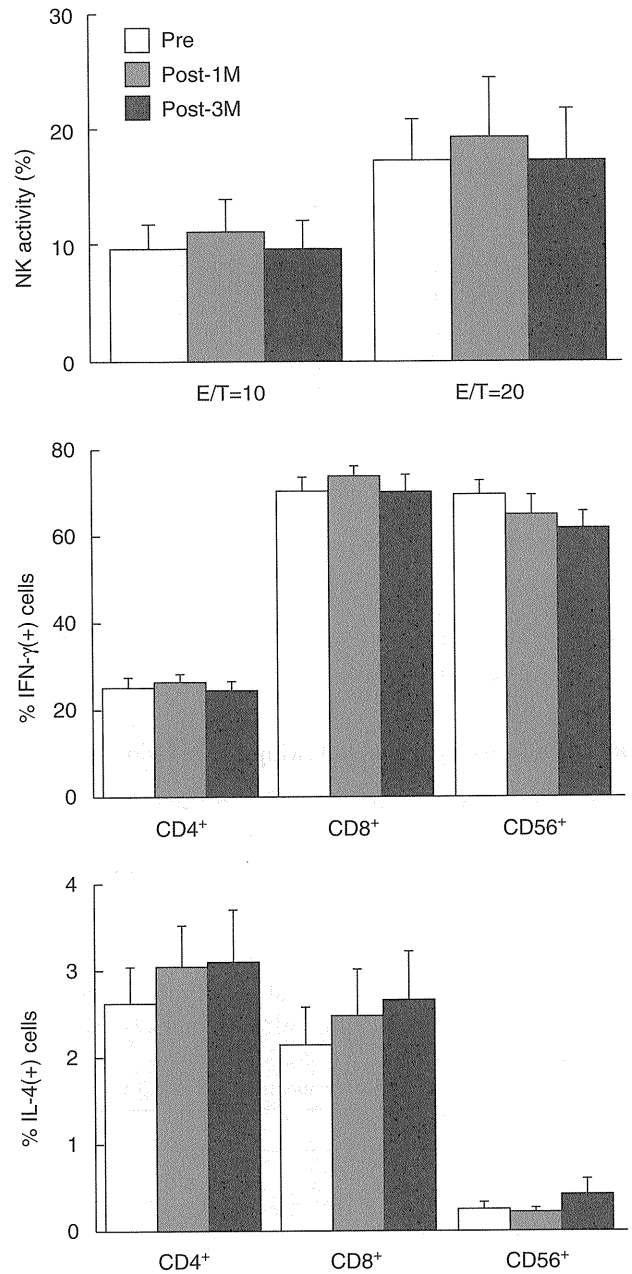 30
20
10
0
NK activity (%)
Pre
Post-1M
Post-3M
E/T=10
E/T=20
80
60
40
20
0
% IFN-γ(+) cells
CD4⁺
CD8⁺
CD56⁺
4
3
2
1
0
% IL-4(+) cells
CD4⁺
CD8⁺
CD56⁺